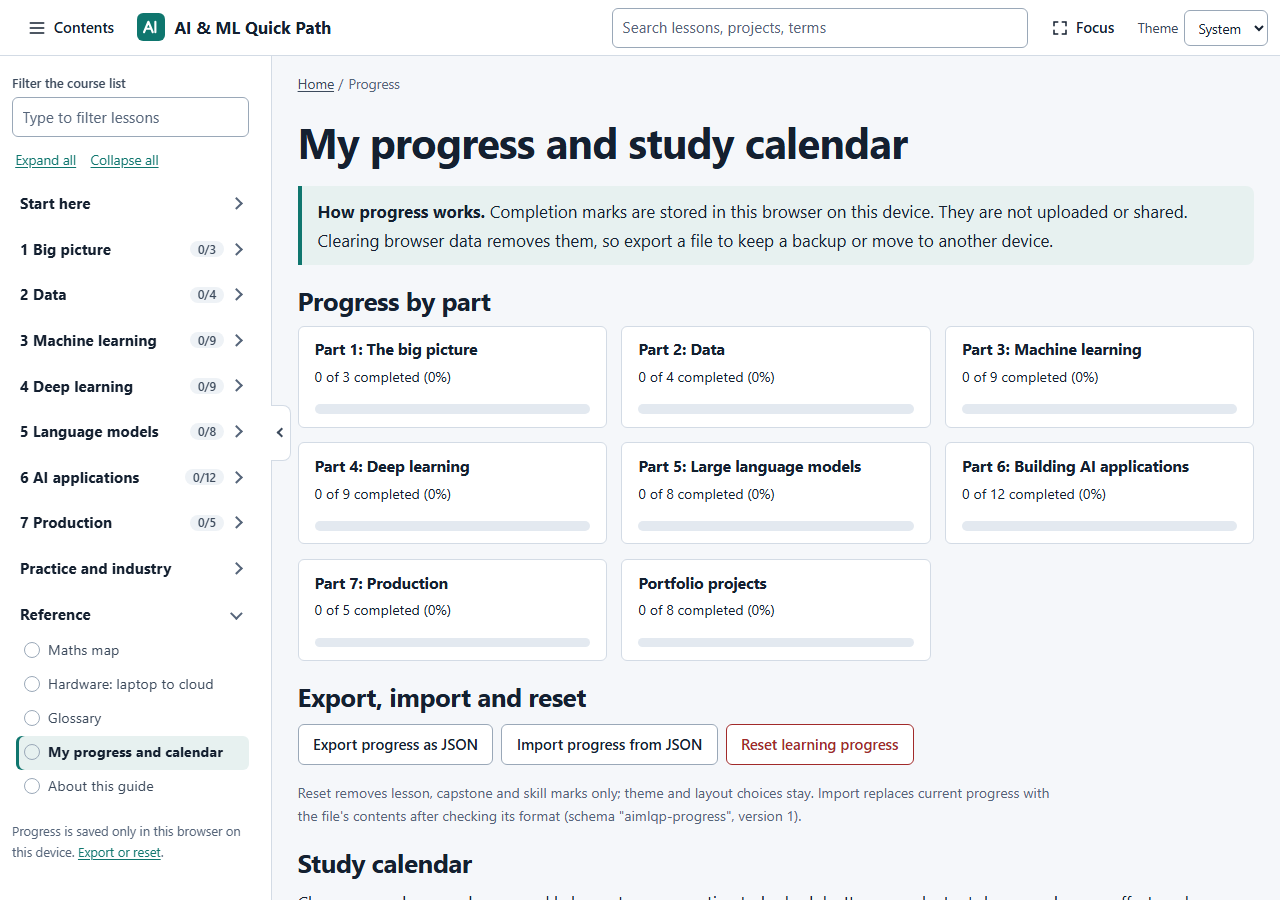 Contents
AI
AI & ML Quick Path
Search lessons, projects, terms
Focus
Theme
System
Filter the course list
Type to filter lessons
Expand all
Collapse all
Start here
1 Big picture 0/3
2 Data 0/4
3 Machine learning 0/9
4 Deep learning 0/9
5 Language models 0/8
6 AI applications 0/12
7 Production 0/5
Practice and industry
Reference
Maths map
Hardware: laptop to cloud
Glossary
My progress and calendar
About this guide
Progress is saved only in this browser on
this device. Export or reset.
Home / Progress
My progress and study calendar
How progress works. Completion marks are stored in this browser on this device. They are not uploaded or shared.
Clearing browser data removes them, so export a file to keep a backup or move to another device.
Progress by part
Part 1: The big picture
0 of 3 completed (0%)
Part 2: Data
0 of 4 completed (0%)
Part 3: Machine learning
0 of 9 completed (0%)
Part 4: Deep learning
0 of 9 completed (0%)
Part 5: Large language models
0 of 8 completed (0%)
Part 6: Building AI applications
0 of 12 completed (0%)
Part 7: Production
0 of 5 completed (0%)
Portfolio projects
0 of 8 completed (0%)
Export, import and reset
Export progress as JSON
Import progress from JSON
Reset learning progress
Reset removes lesson, capstone and skill marks only; theme and layout choices stay. Import replaces current progress with
the file's contents after checking its format (schema "aimlqp-progress", version 1).
Study calendar